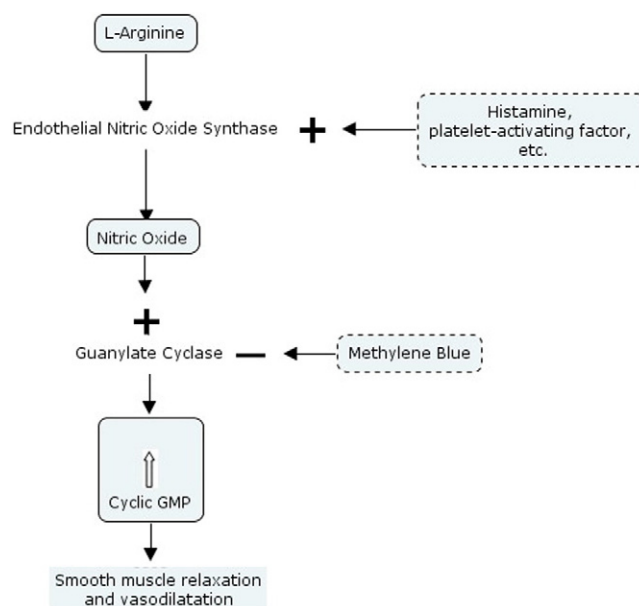 L-Arginine
Endothelial Nitric Oxide Synthase +
Histamine,
platelet-activating factor,
etc.
Nitric Oxide
+
Guanylate Cyclase —
Methylene Blue
Cyclic GMP
Smooth muscle relaxation
and vasodilatation